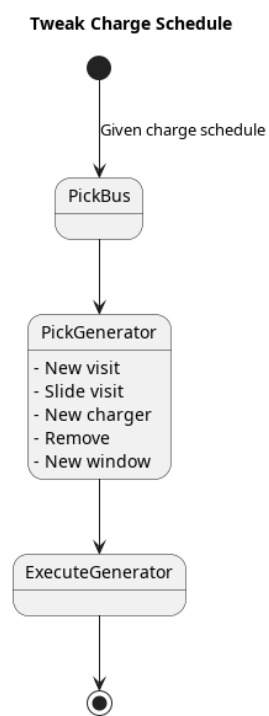 Tweak Charge Schedule
Given charge schedule
PickBus
PickGenerator
- New visit
- Slide visit
- New charger
- Remove
- New window
ExecuteGenerator